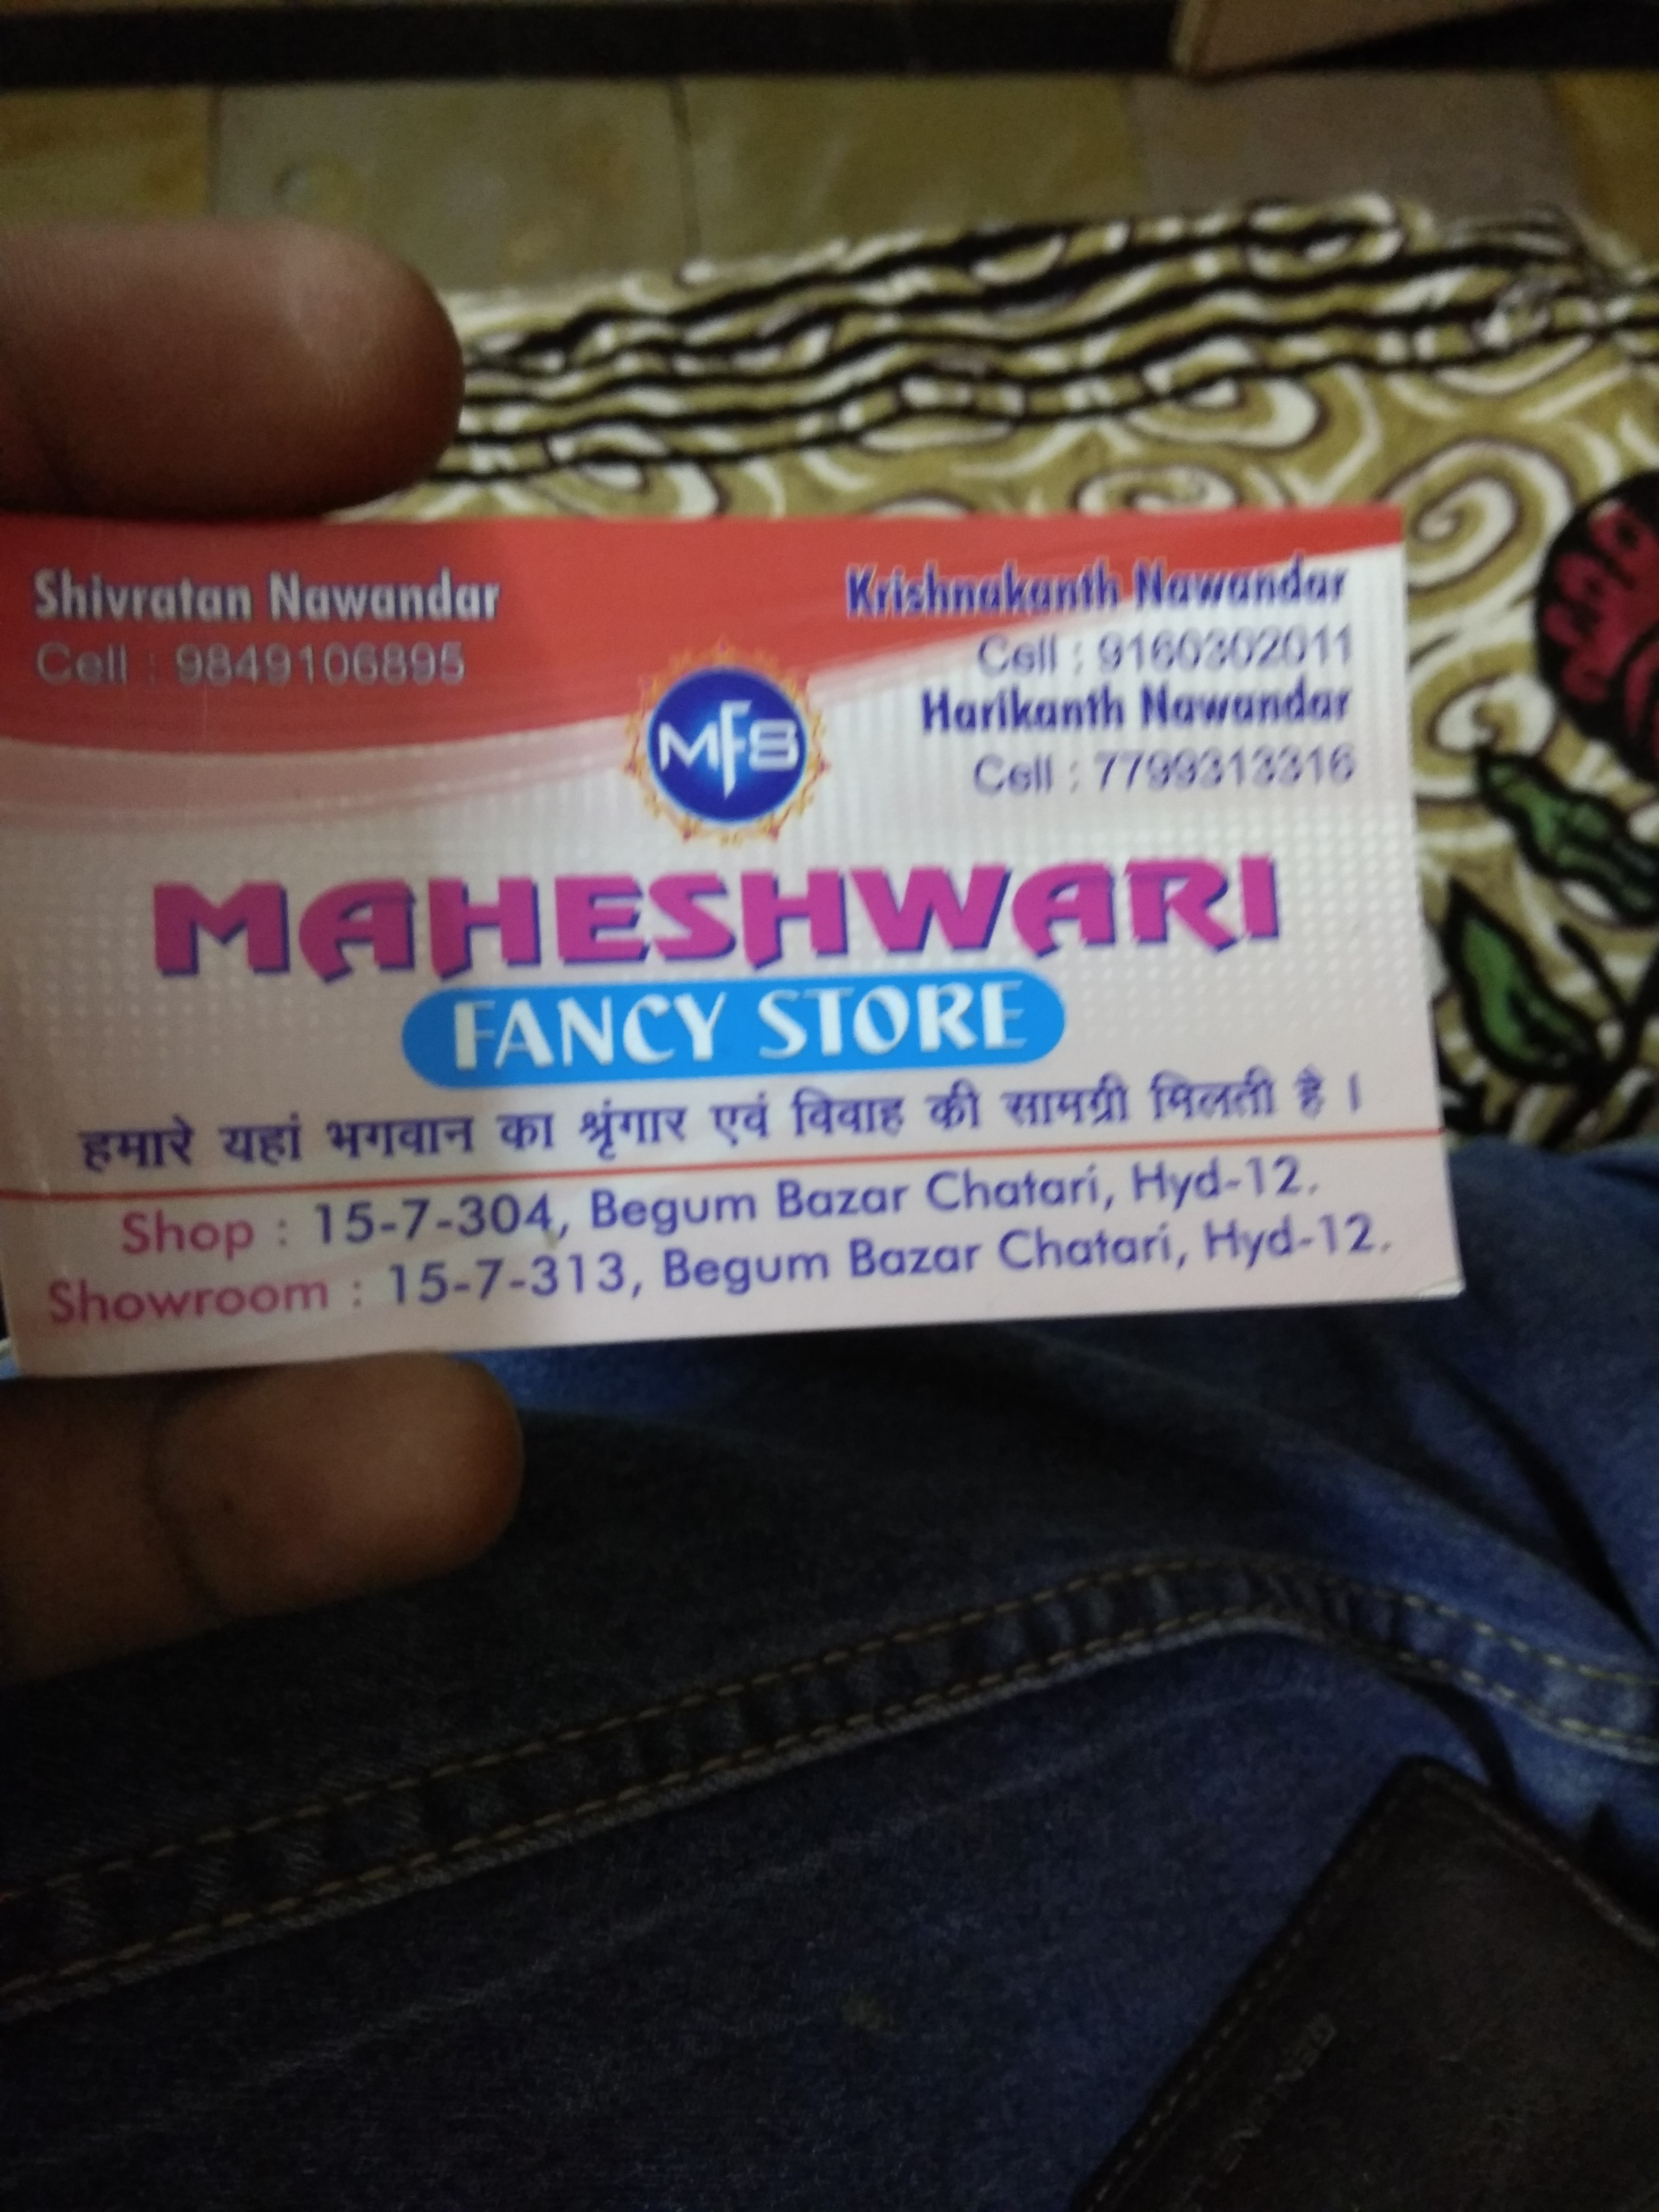 Shivratan Nawandar
Cell : 9849106895
Krishnakanth Nawandar
Cell : 9160302011
Harikanth Nawandar
Cell : 7799313316
MFS
MAHESHWARI
FANCY STORE
हमारे यहां भगवान का श्रृंगार एवं विवाह की सामग्री मिलती है ।
Shop : 15-7-304, Begum Bazar Chatari, Hyd-12.
Showroom : 15-7-313, Begum Bazar Chatari, Hyd-12.